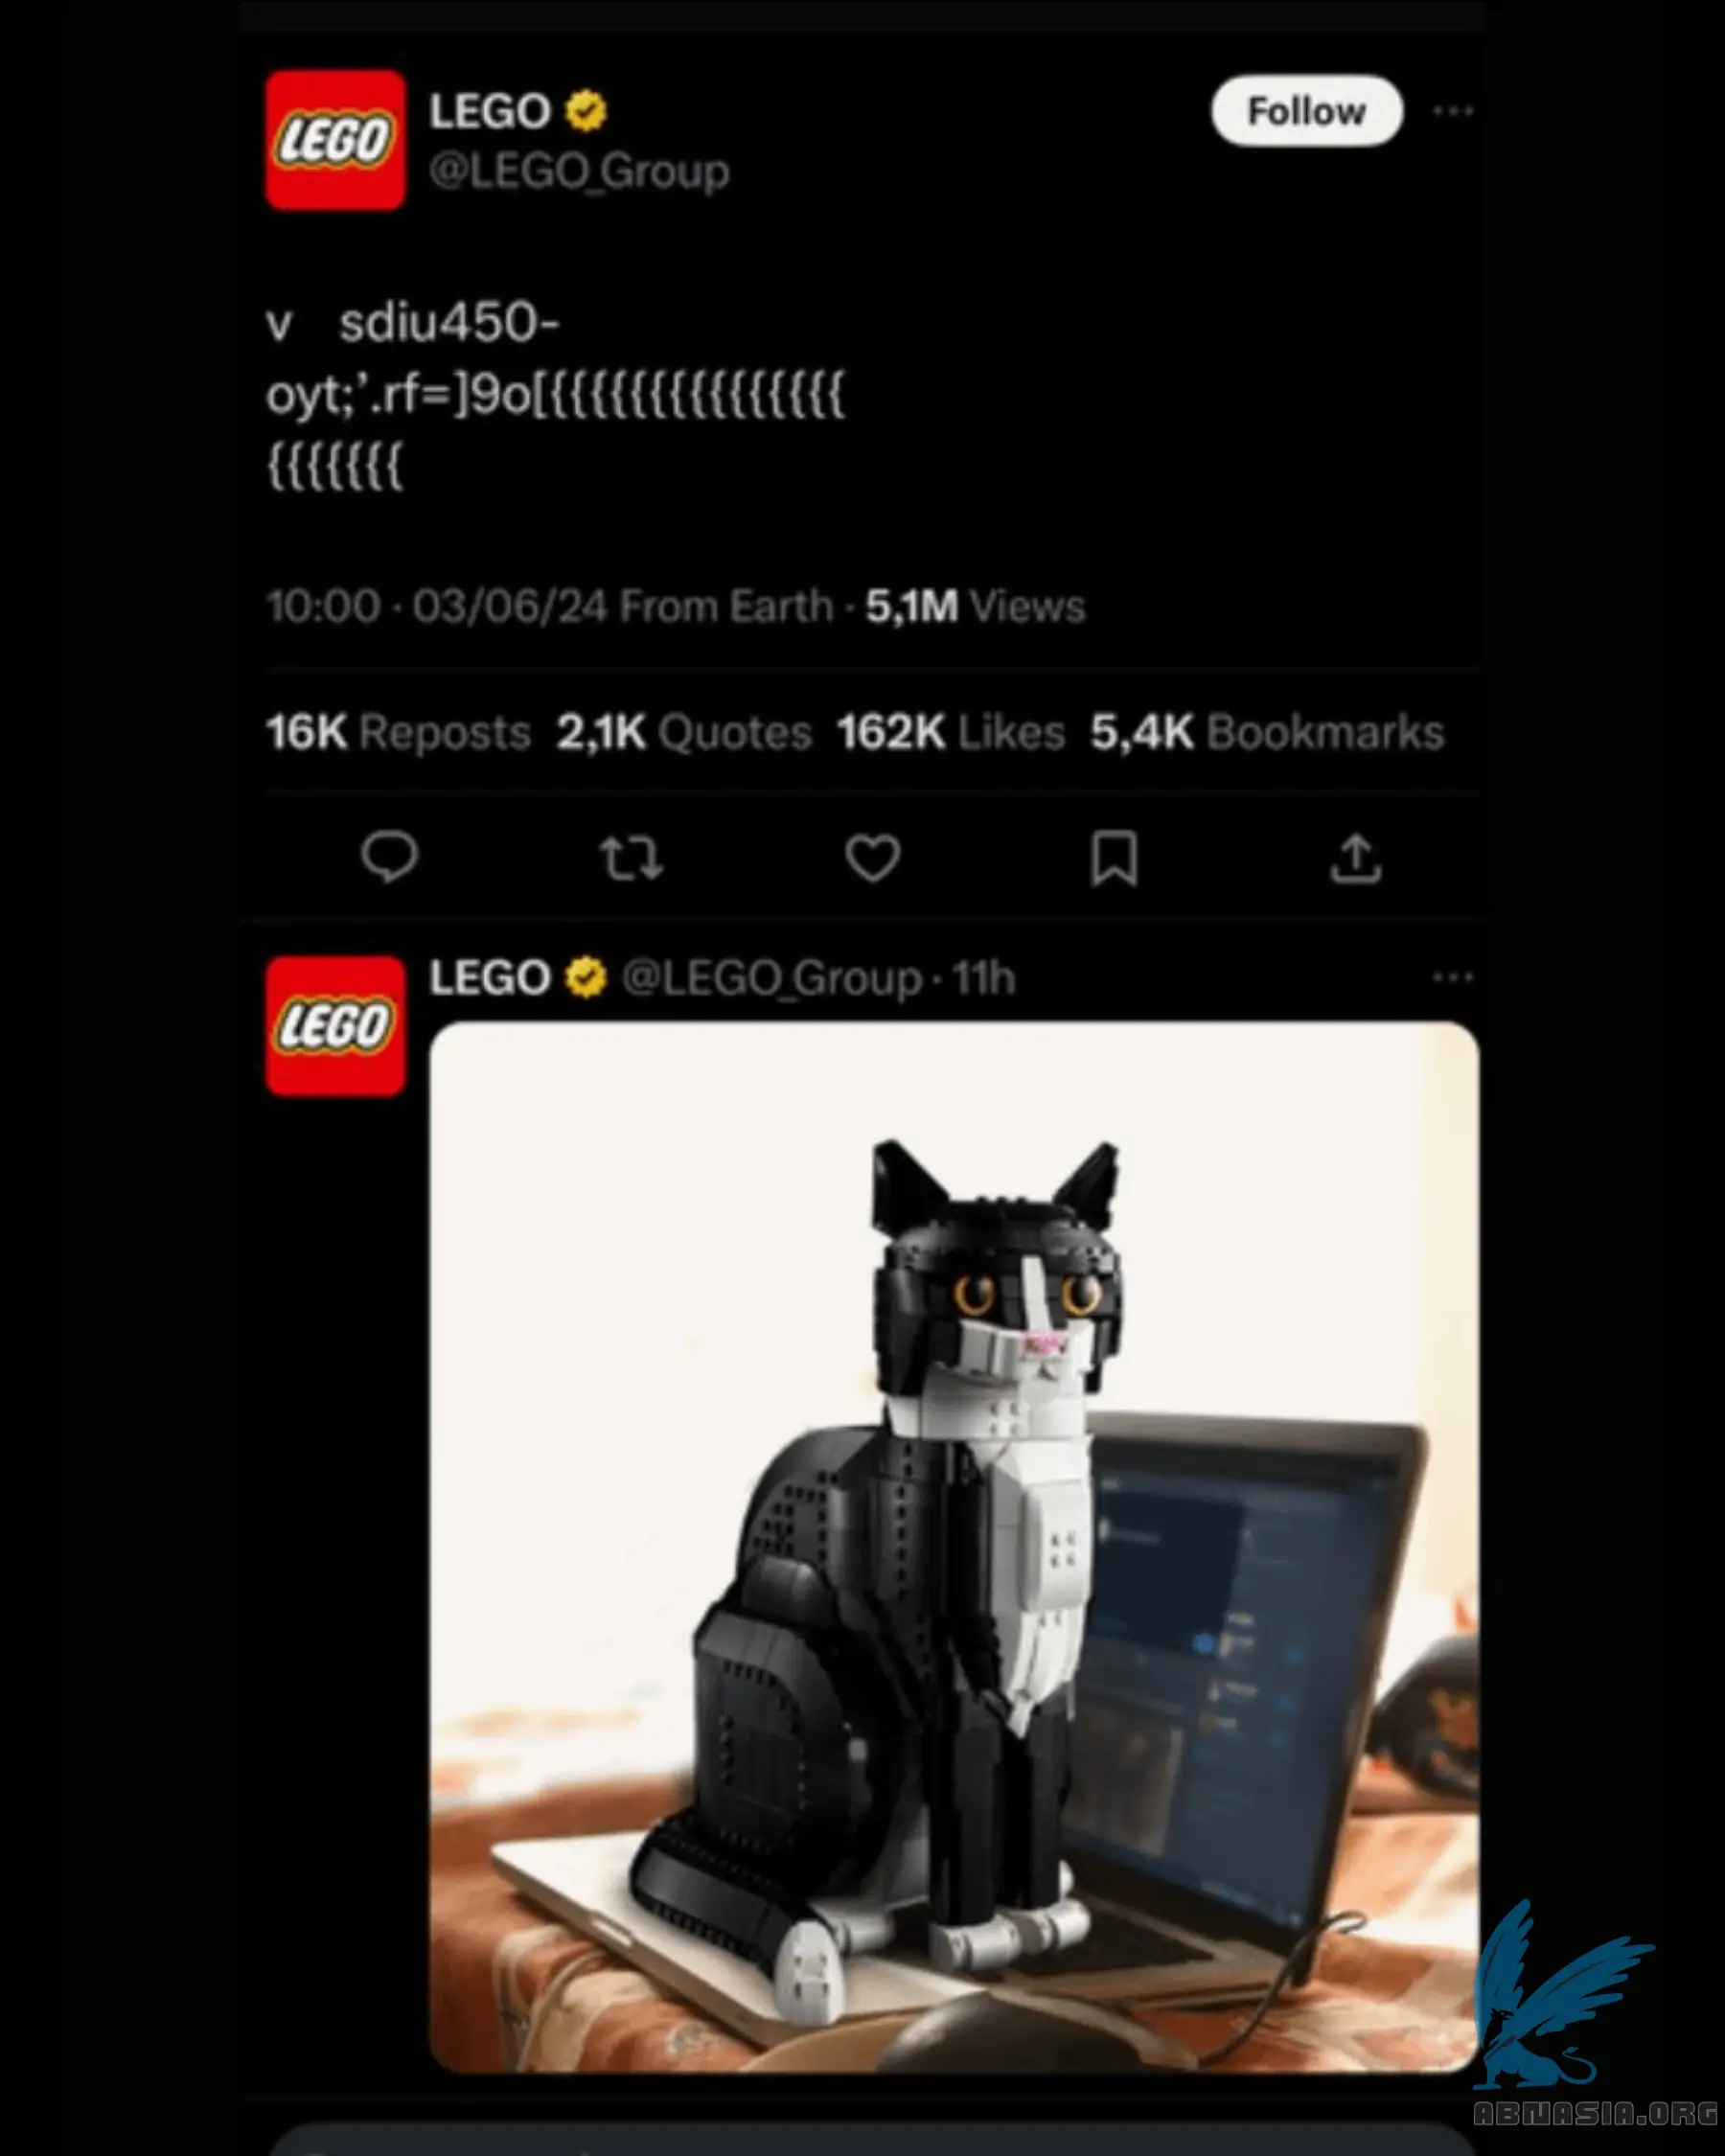 LEGO
LEGO
@LEGO_Group
Follow
v sdiu450-
oyt;’.rf=]9o[{{{{{{{{{{{{{{{
{{{{{{{
10:00 · 03/06/24 From Earth · 5,1M Views
16K Reposts 2,1K Quotes 162K Likes 5,4K Bookmarks
LEGO
LEGO @LEGO_Group · 11h
ABNASIA.ORG